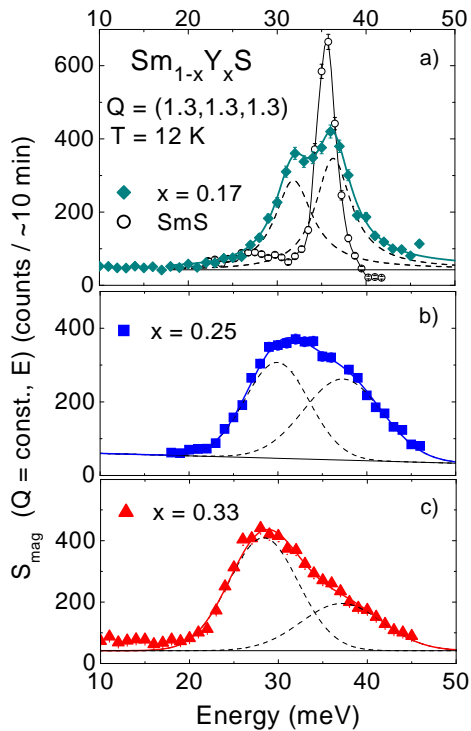 10 20 30 40 50
a)
Sm1-xYxS
Q = (1.3,1.3,1.3)
T = 12 K
x = 0.17
SmS
600
400
200
0
b)
x = 0.25
400
200
0
c)
x = 0.33
400
200
0
10 20 30 40 50
Energy (meV)
Smag (Q = const., E) (counts / ~10 min)